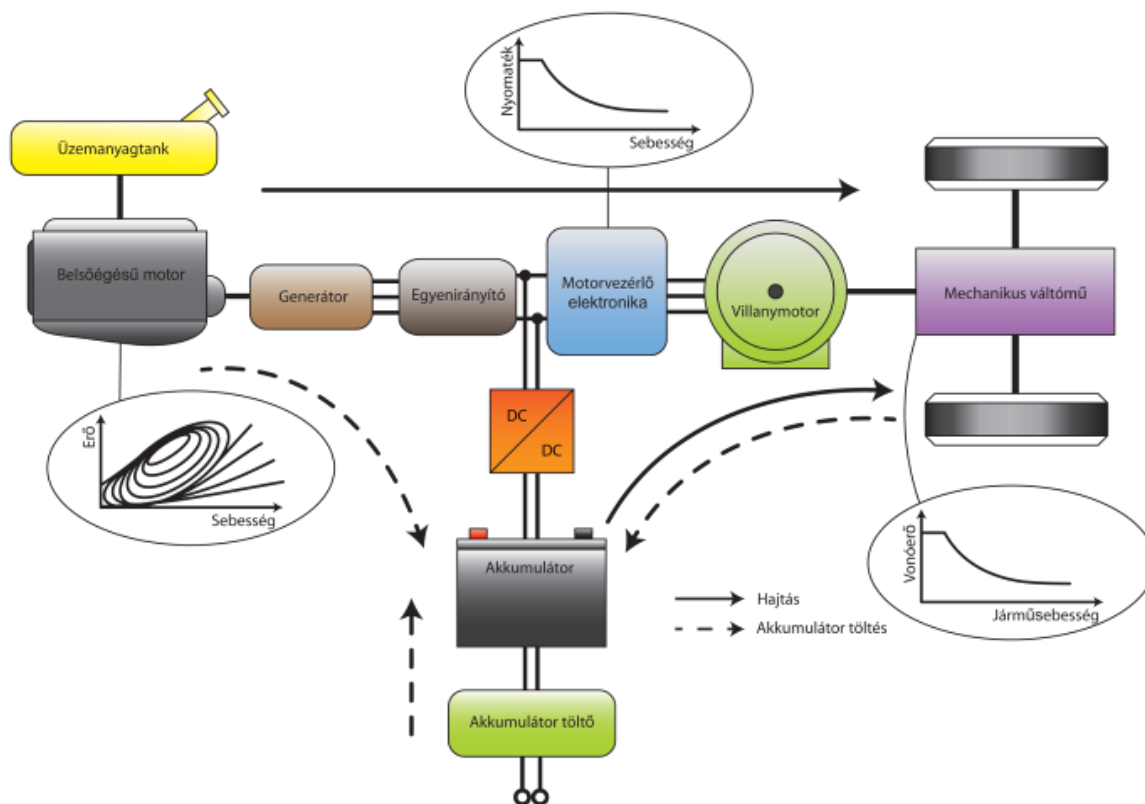 Nyomaték
Sebesség
Üzemanyagtank
Belsőégésű motor
Generátor
Egyenirányító
Motorvezérlő
elektronika
Villanymotor
Mechanikus váltómű
Erő
Sebesség
DC
DC
Akkumulátor
Vonóerő
Járműsebesség
Hajtás
Akkumulátor töltés
Akkumulátor töltő